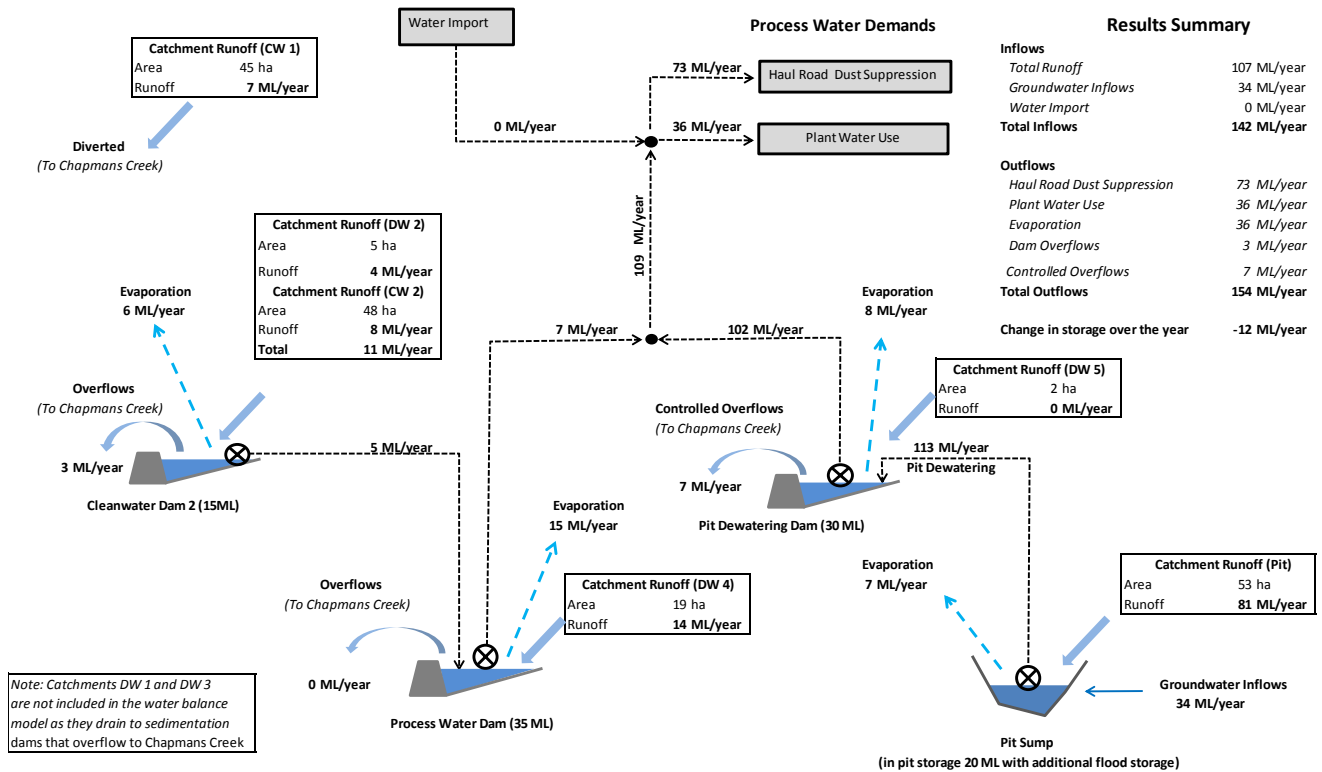 Water Import
Process Water Demands
Results Summary
Catchment Runoff (CW 1)
Area 45 ha
Runoff 7 ML/year
Diverted
(To Chapmans Creek)
73 ML/year
Haul Road Dust Suppression
0 ML/year
36 ML/year
Plant Water Use
109 ML/year
Inflows
Total Runoff 107 ML/year
Groundwater Inflows 34 ML/year
Water Import 0 ML/year
Total Inflows 142 ML/year
Outflows
Haul Road Dust Suppression 73 ML/year
Plant Water Use 36 ML/year
Evaporation 36 ML/year
Dam Overflows 3 ML/year
Controlled Overflows 7 ML/year
Total Outflows 154 ML/year
Change in storage over the year -12 ML/year
Catchment Runoff (DW 2)
Area 5 ha
Runoff 4 ML/year
Catchment Runoff (CW 2)
Area 48 ha
Runoff 8 ML/year
Total 11 ML/year
Evaporation
6 ML/year
Overflows
(To Chapmans Creek)
3 ML/year
Cleanwater Dam 2 (15ML)
5 ML/year
7 ML/year
102 ML/year
Evaporation
8 ML/year
Catchment Runoff (DW 5)
Area 2 ha
Runoff 0 ML/year
Controlled Overflows
(To Chapmans Creek)
7 ML/year
Pit Dewatering Dam (30 ML)
113 ML/year
Pit Dewatering
Evaporation
15 ML/year
Overflows
(To Chapmans Creek)
0 ML/year
Process Water Dam (35 ML)
Catchment Runoff (DW 4)
Area 19 ha
Runoff 14 ML/year
Evaporation
7 ML/year
Catchment Runoff (Pit)
Area 53 ha
Runoff 81 ML/year
Groundwater Inflows
34 ML/year
Pit Sump
(in pit storage 20 ML with additional flood storage)
Note: Catchments DW 1 and DW 3
are not included in the water balance
model as they drain to sedimentation
dams that overflow to Chapmans Creek